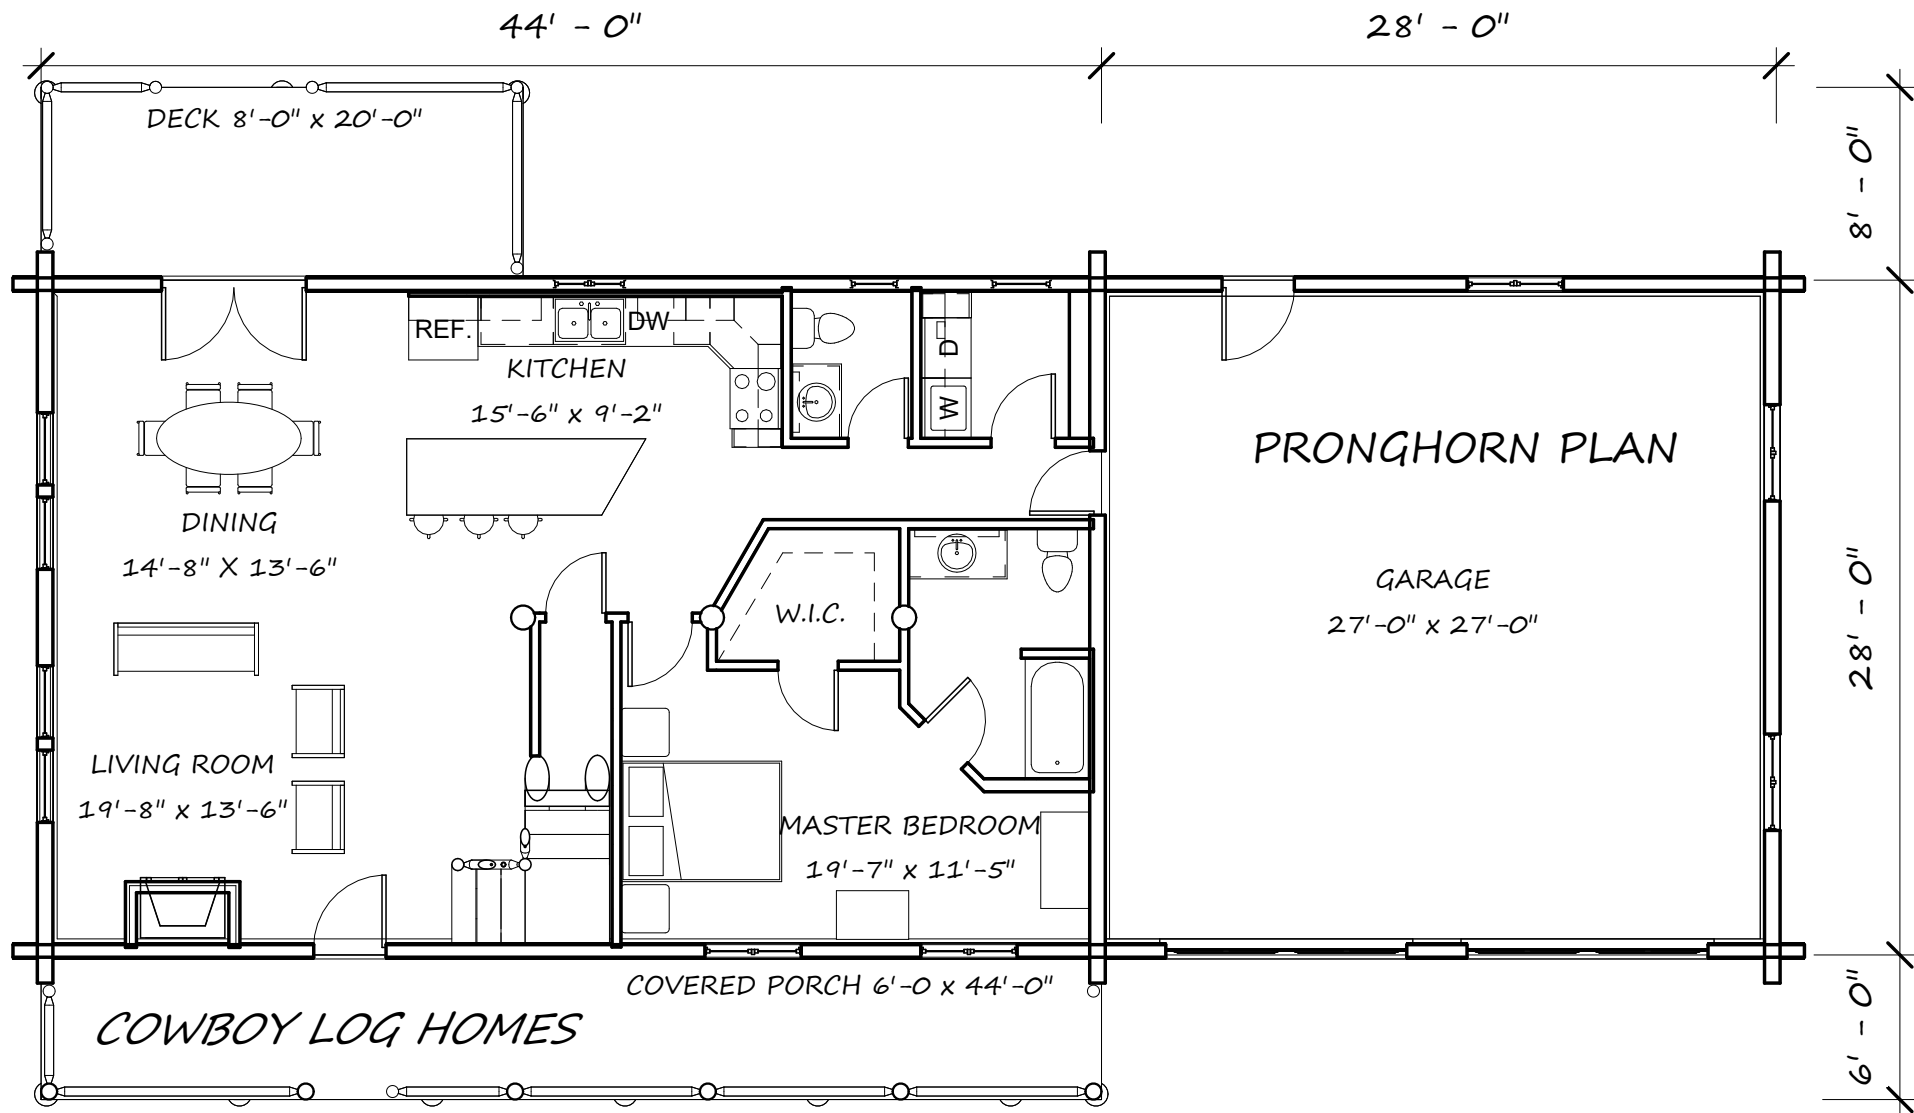 44' - 0"
28' - 0"
DECK 8'-0" x 20'-0"
8' - 0"
REF.
DW
KITCHEN
15'-6" x 9'-2"
D
W
PRONGHORN PLAN
DINING
14'-8" X 13'-6"
GARAGE
27'-0" x 27'-0"
28' - 0"
W.I.C.
LIVING ROOM
19'-8" x 13'-6"
MASTER BEDROOM
19'-7" x 11'-5"
COVERED PORCH 6'-0 x 44'-0"
COWBOY LOG HOMES
6' - 0"